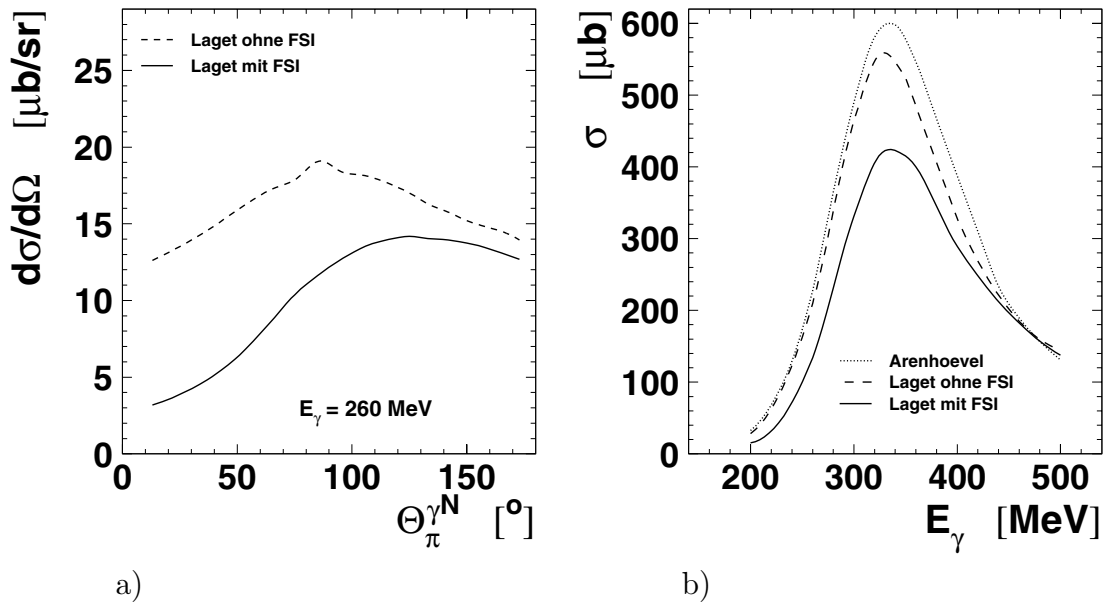 dσ/dΩ [μb/sr]
25
20
15
10
5
0
Laget ohne FSI
Laget mit FSI
E_γ = 260 MeV
0 50 100 150
Θ_π^γN [°]
a)
σ [μb]
600
500
400
300
200
100
0
Arenhoevel
Laget ohne FSI
Laget mit FSI
200 300 400 500
E_γ [MeV]
b)